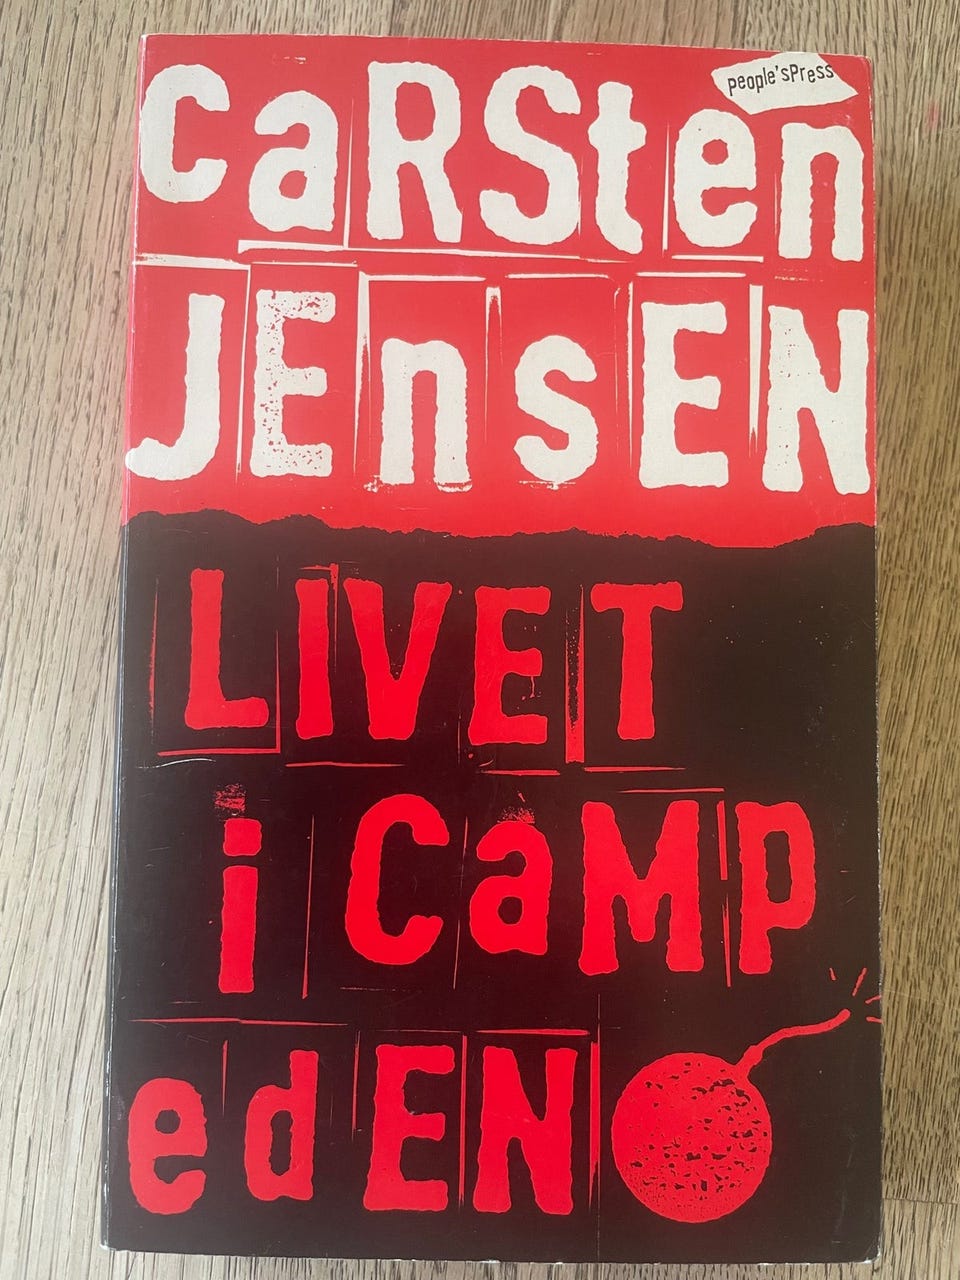 people'sPress
CaRSten
JEnsEN
LIVET
i CaMP
edEN